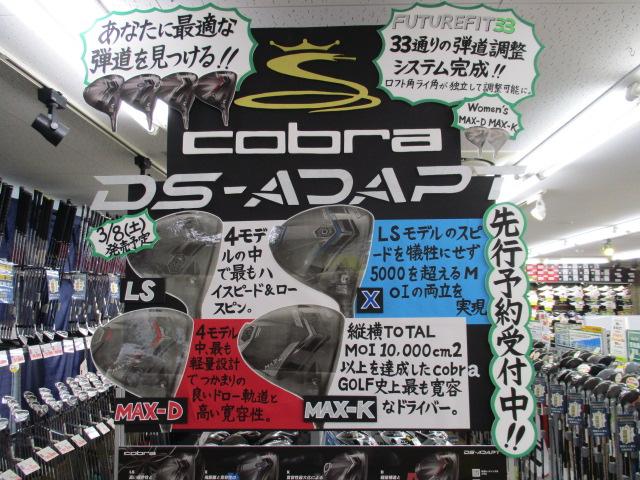 あなたに最適な
弾道を見つける!!
FUTUREFIT33
33通りの弾道調整
システム完成!!
ロフト角ライ角が独立して調整可能に。
Women's
MAX-D MAX-K
cobra
DS-ADAPT
3/8(土)
発売予定
LS
4モデ
ルの中
で最もハ
イスピード&ロー
スピン。
X
LSモデルのスピ
ードを犠牲にせず
5000を超えるM
OIの両立を
実現
MAX-D
4モデル
中、最も
軽量設計
でつかまりの
良いドロー軌道と
高い寛容性。
MAX-K
縦横TOTAL
MOI 10,000cm2
以上を達成したcobra
GOLF史上最も寛容
なドライバー。
先行予約受付中!!
cobra
DS-ADAPT
LS
X